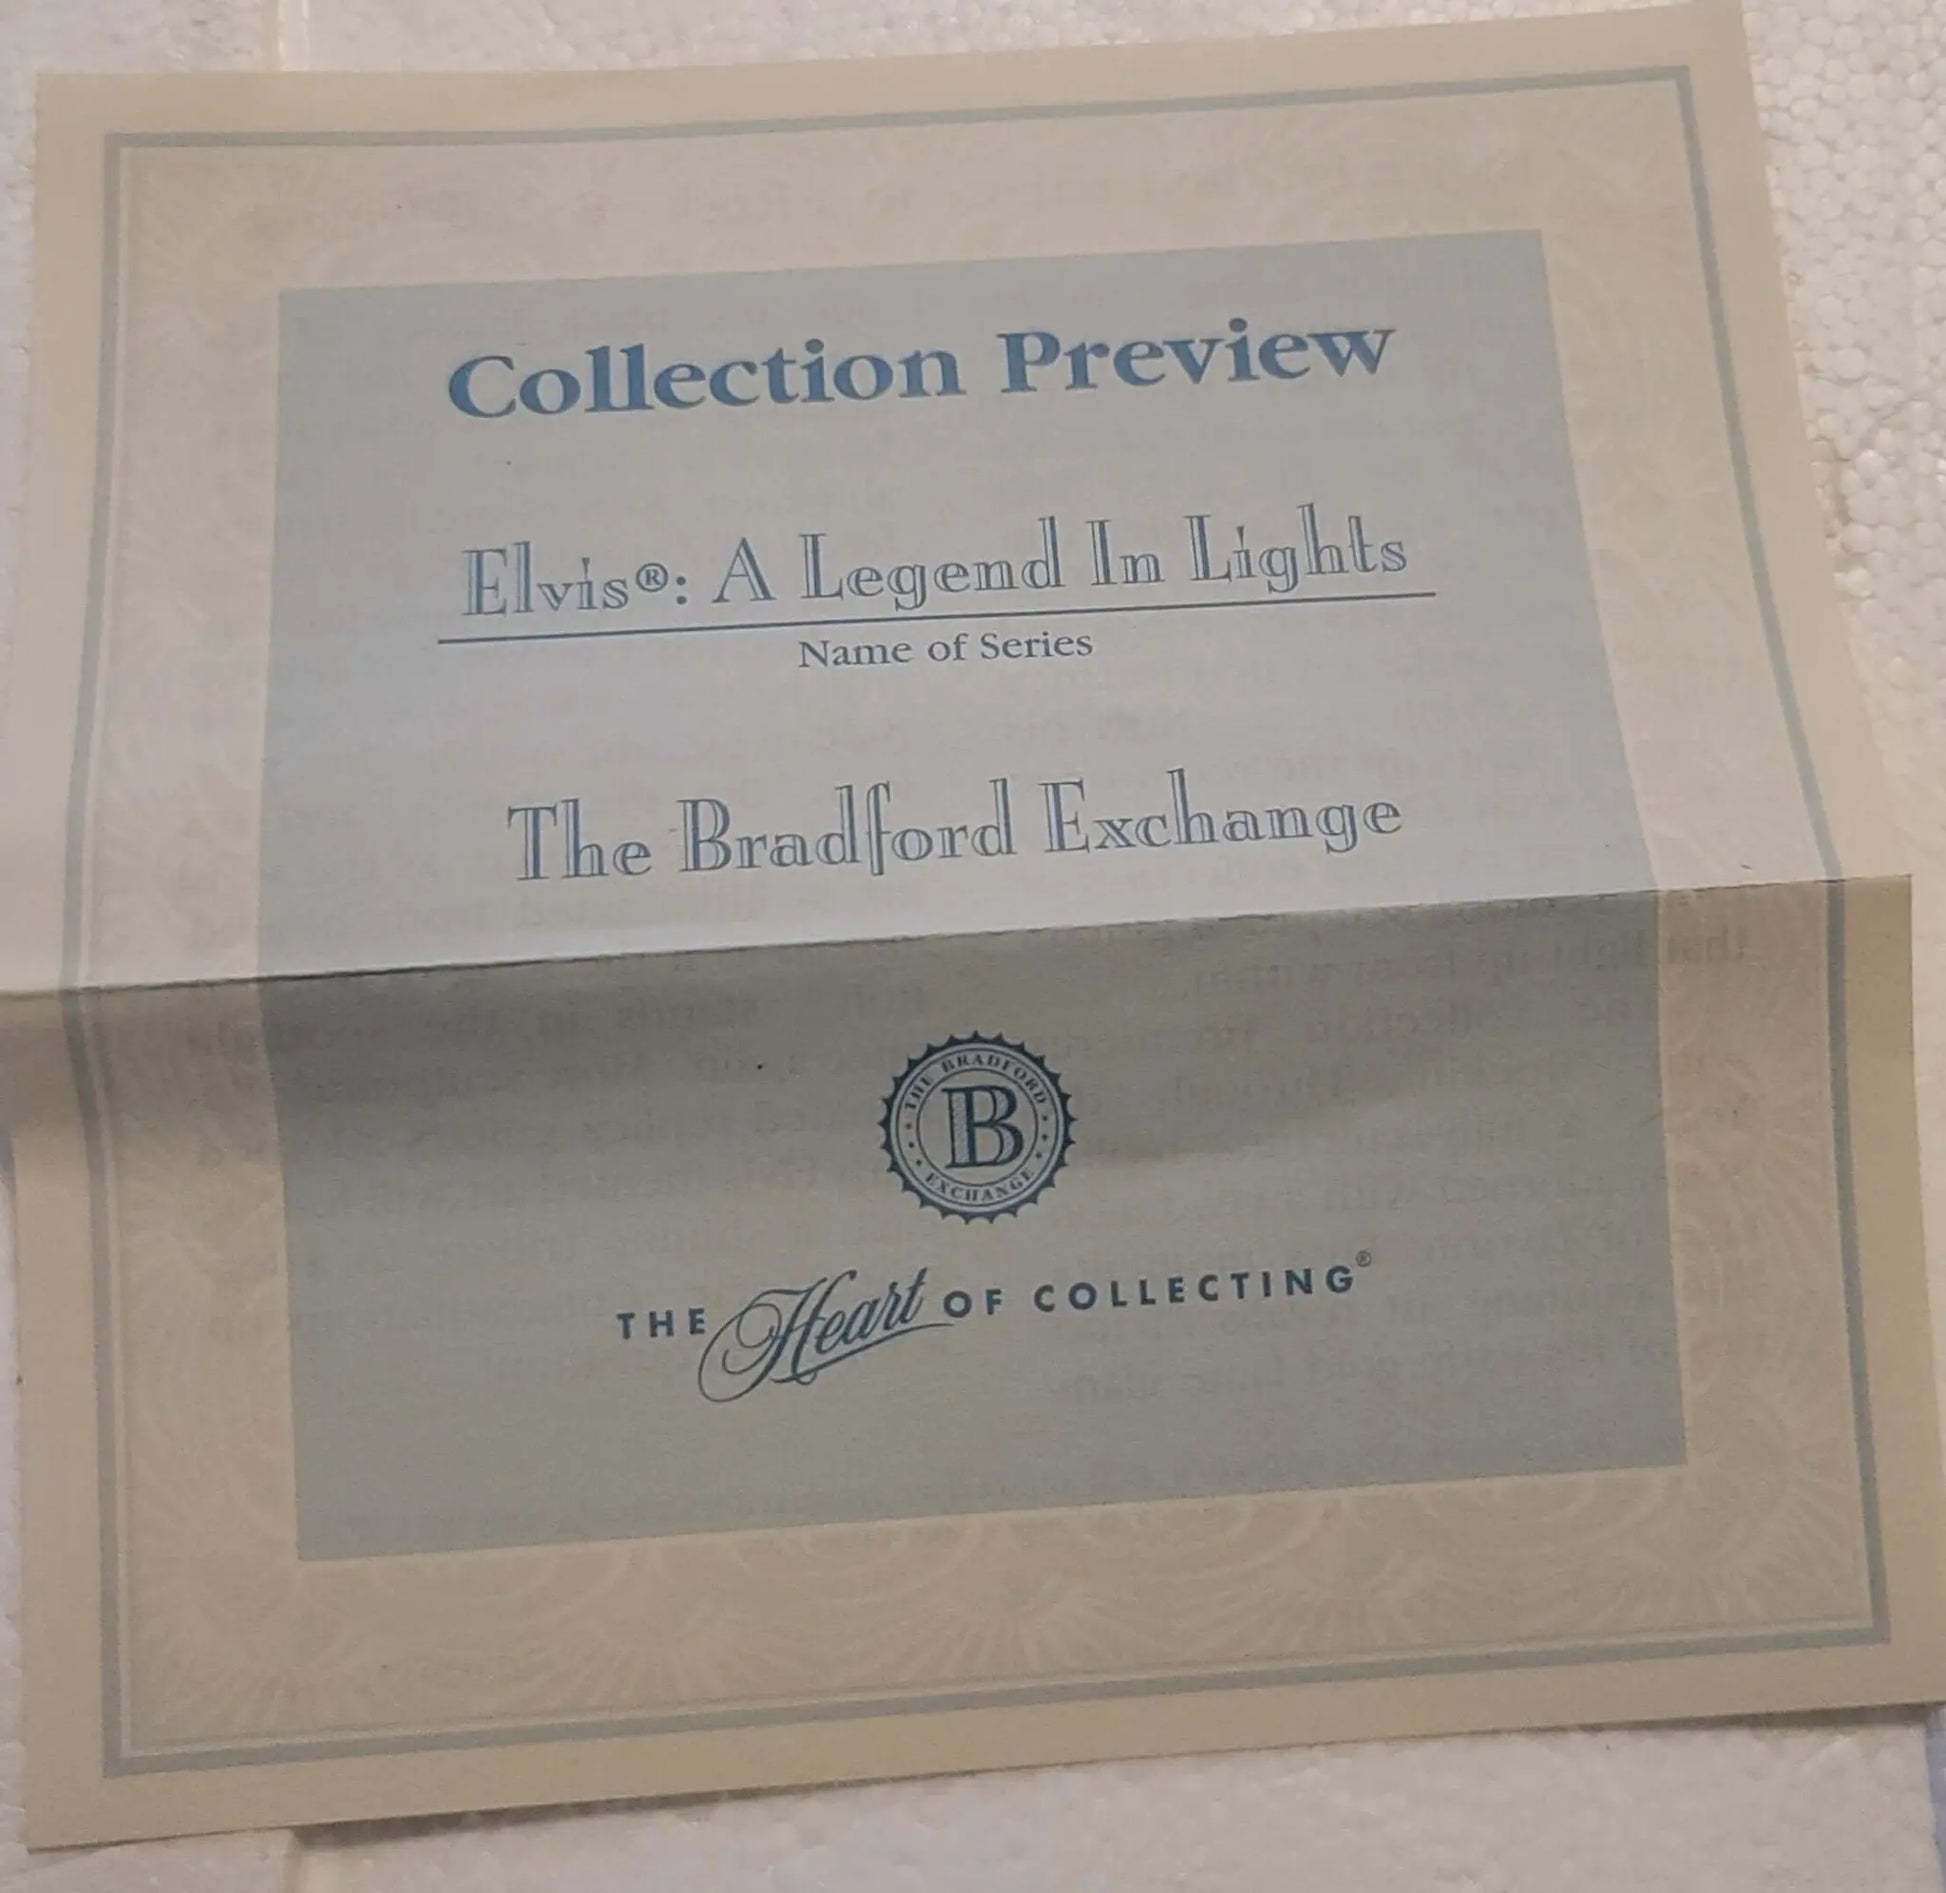 Collection Preview
Elvis®: A Legend In Lights
Name of Series
The Bradford Exchange
THE BRADFORD
B
EXCHANGE
THE Heart OF COLLECTING®